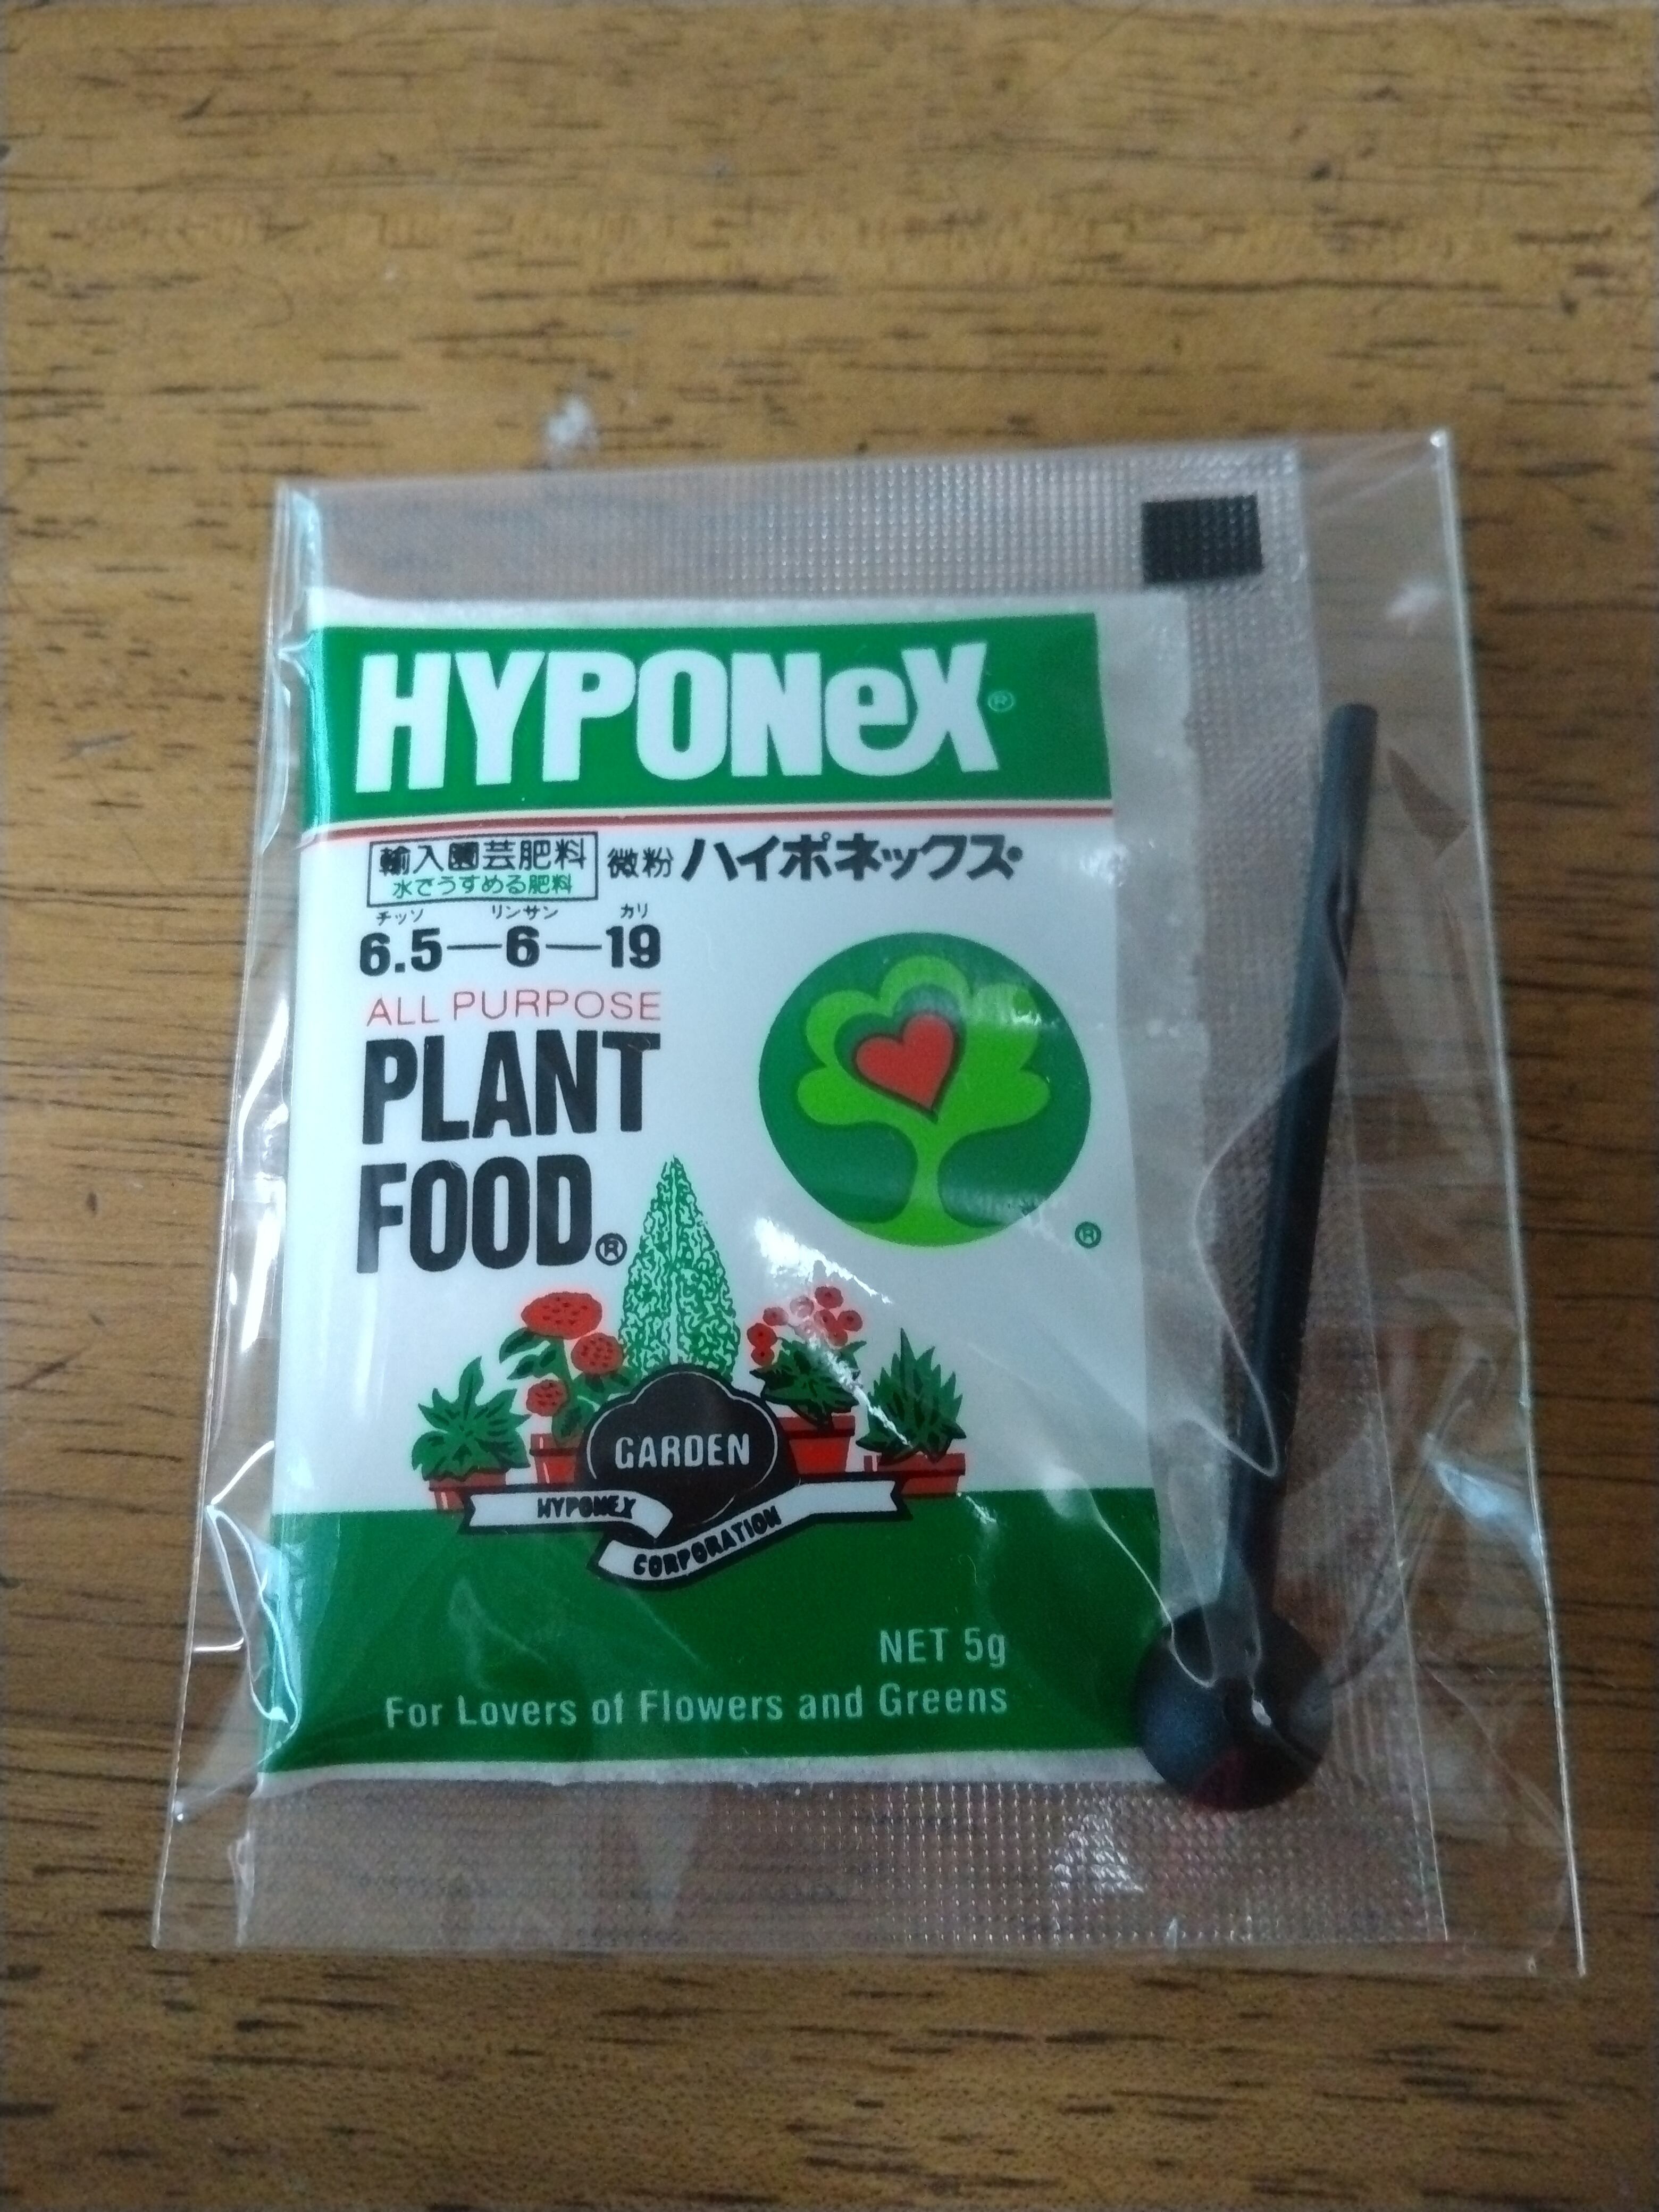 HYPONeX®
輸入園芸肥料
水でうすめる肥料
微粉 ハイポネックス®
チッソ リンサン カリ
6.5—6—19
ALL PURPOSE
PLANT
FOOD®
®
GARDEN
HYPONEX
CORPORATION
NET 5g
For Lovers of Flowers and Greens